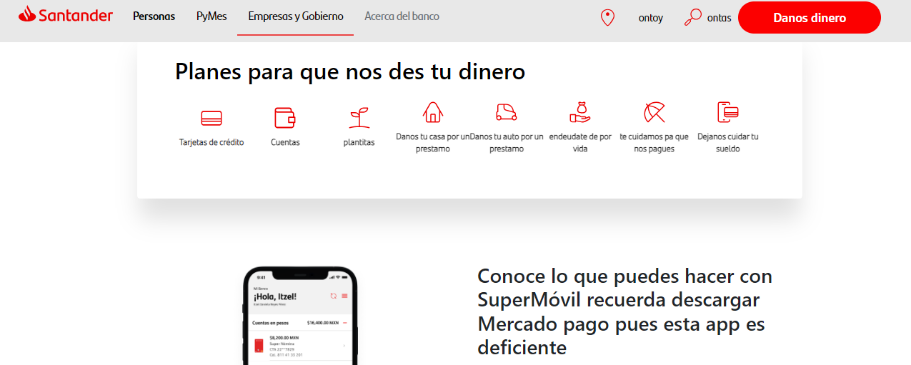 Santander Personas PyMes Empresas y Gobierno Acerca del banco ontoy ontas Danos dinero
Planes para que nos des tu dinero
Tarjetas de crédito Cuentas plantitas Danos tu casa por un Danos tu auto por un endeudate de por te cuidamos pa que Dejanos cuidar tu
prestamo prestamo vida nos pagues sueldo
Conoce lo que puedes hacer con
SuperMóvil recuerda descargar
Mercado pago pues esta app es
deficiente
¡Hola, Itzel!
Cuentas en pesos $16,400.00 MXN
$8,200.00 MXN